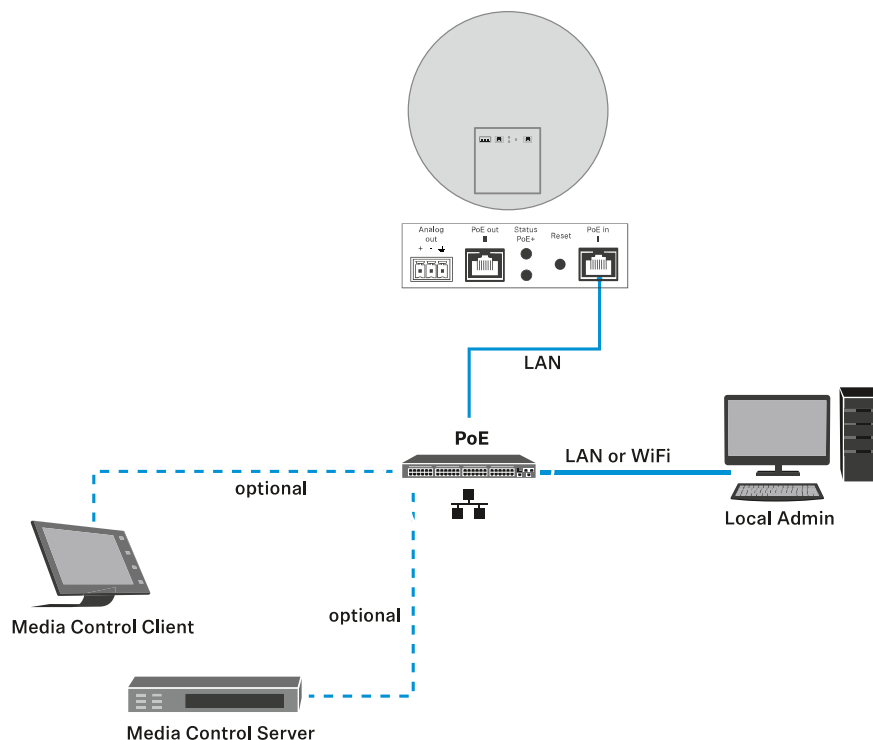 Analog out
+ - ⏚
PoE out
II
Status
PoE+
Reset
PoE in
I
LAN
PoE
LAN or WiFi
optional
Local Admin
Media Control Client
optional
Media Control Server